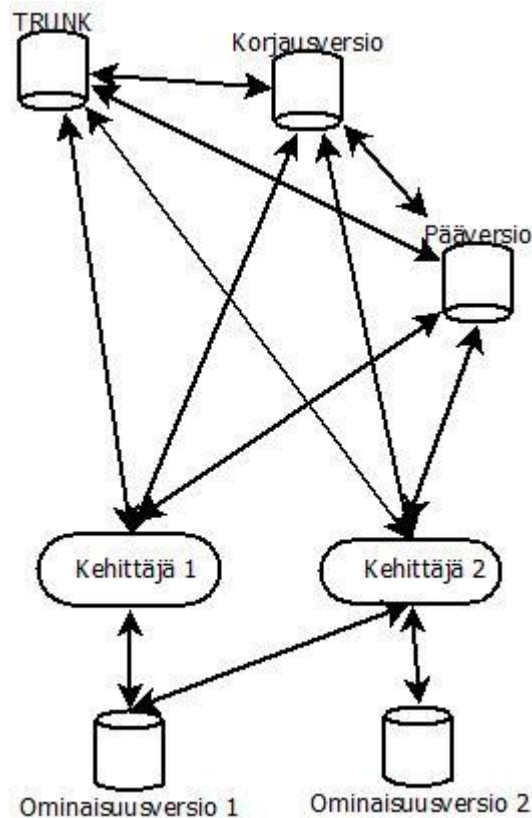 TRUNK
Korjausversio
Pääversio
Kehittäjä 1
Kehittäjä 2
Ominaisuusversio 1
Ominaisuusversio 2